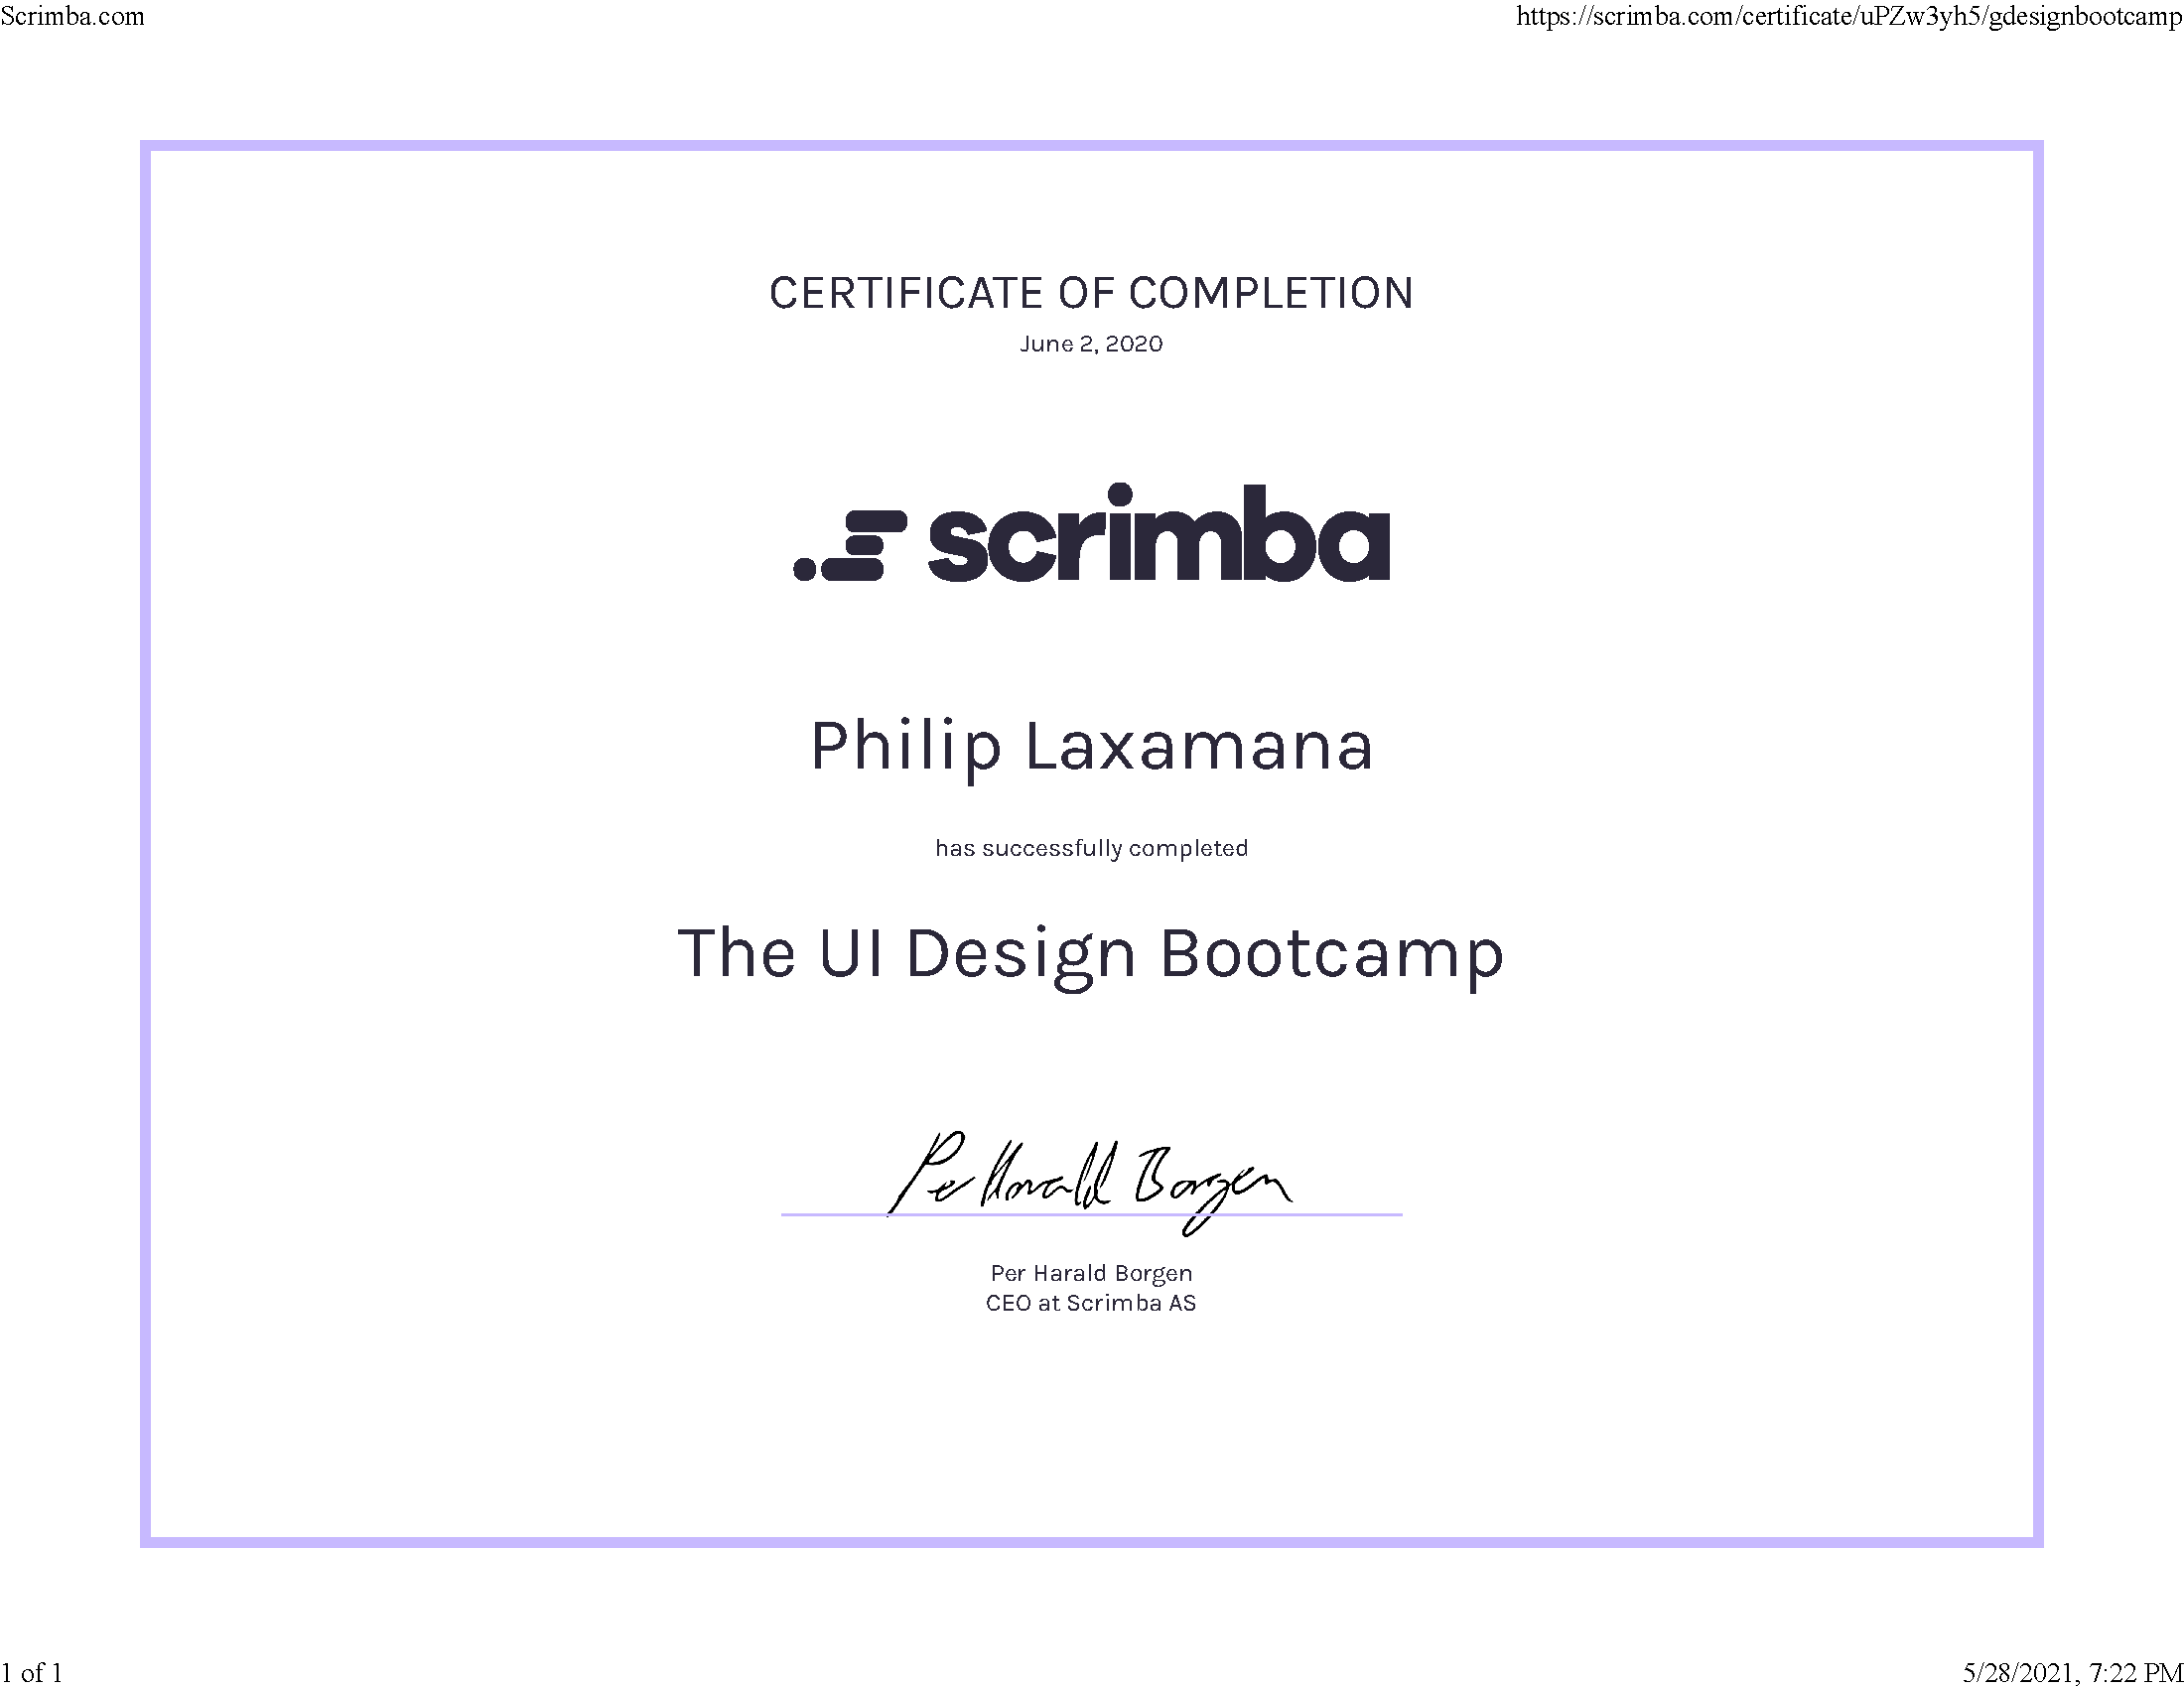 Scrimba.com https://scrimba.com/certificate/uPZw3yh5/gdesignbootcamp
CERTIFICATE OF COMPLETION
June 2, 2020
scrimba
Philip Laxamana
has successfully completed
The UI Design Bootcamp
Per Harald Borgen
Per Harald Borgen
CEO at Scrimba AS
1 of 1 5/28/2021, 7:22 PM